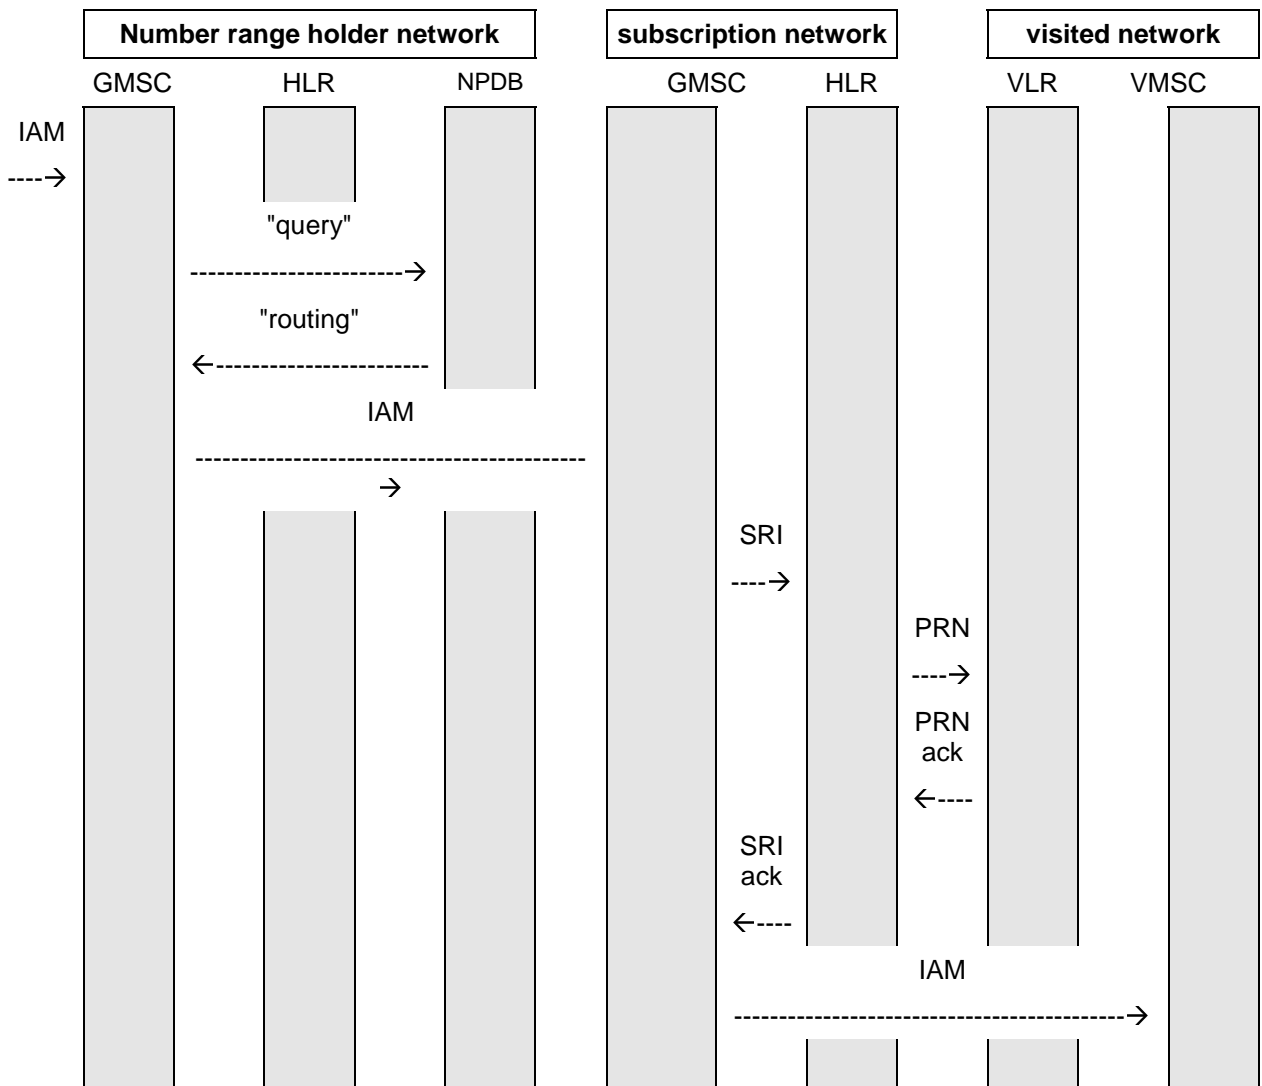 Number range holder network subscription network visited network
GMSC HLR NPDB GMSC HLR VLR VMSC
IAM
---->
"query"
------------------------>
"routing"
<------------------------
IAM
--------------------------------------------
>
SRI
---->
PRN
---->
PRN
ack
<----
SRI
ack
<----
IAM
-------------------------------------------->